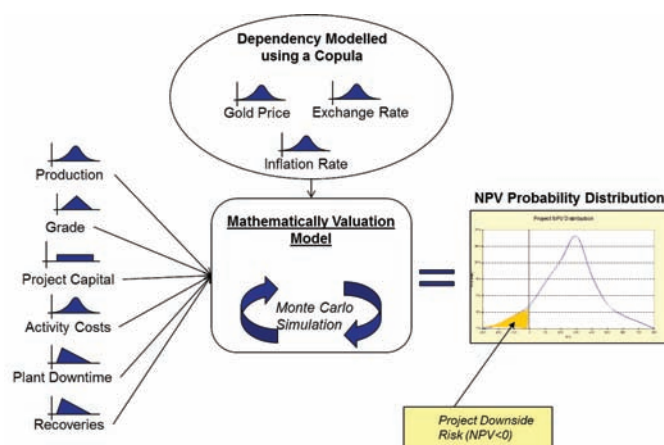 Dependency Modelled
using a Copula
Gold Price
Exchange Rate
Inflation Rate
Production
Grade
Project Capital
Activity Costs
Plant Downtime
Recoveries
Mathematically Valuation
Model
Monte Carlo
Simulation
NPV Probability Distribution
Project NPV Distribution
Project Downside
Risk (NPV<0)